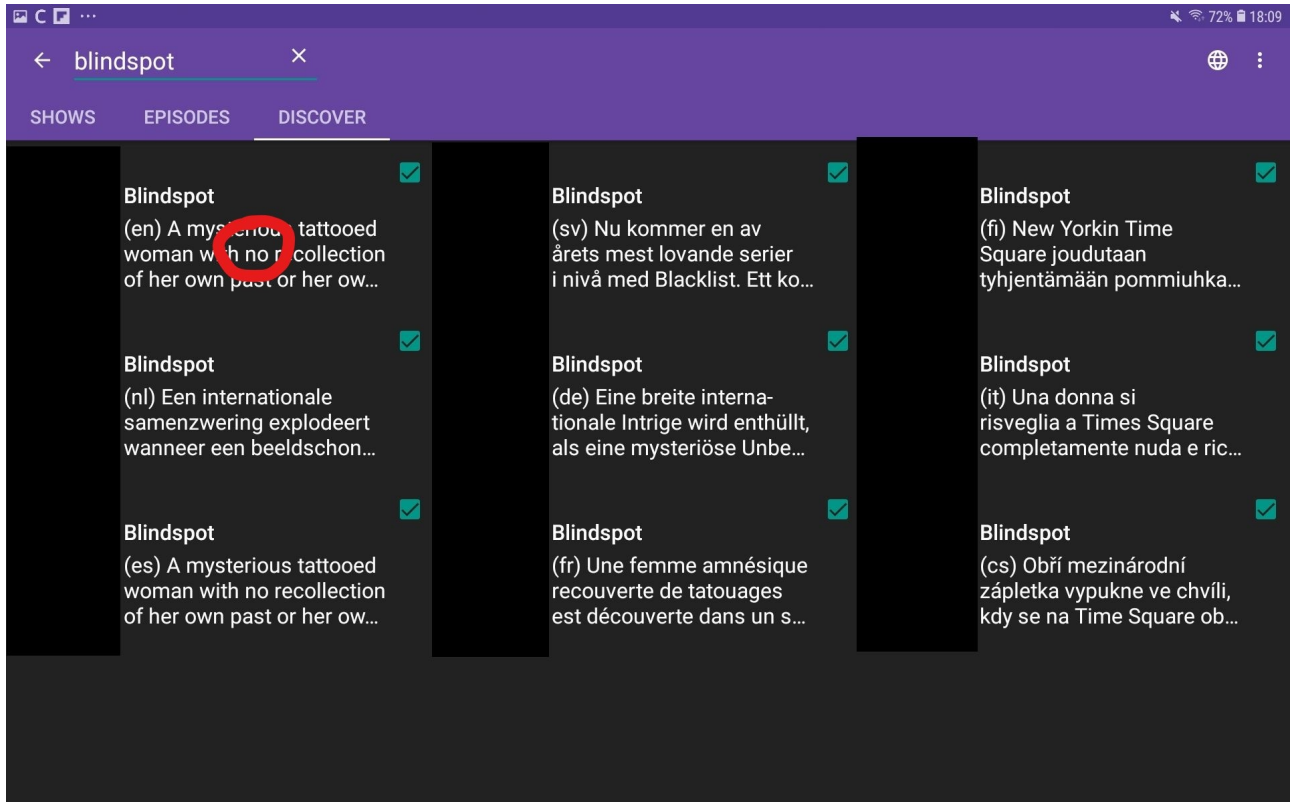 C ... 72% 18:09
blindspot
SHOWS EPISODES DISCOVER
Blindspot
(en) A mysterious tattooed
woman with no recollection
of her own past or her ow...
Blindspot
(sv) Nu kommer en av
årets mest lovande serier
i nivå med Blacklist. Ett ko...
Blindspot
(fi) New Yorkin Time
Square joudutaan
tyhjentämään pommiuhka...
Blindspot
(nl) Een internationale
samenzwering explodeert
wanneer een beeldschon...
Blindspot
(de) Eine breite interna-
tionale Intrige wird enthüllt,
als eine mysteriöse Unbe...
Blindspot
(it) Una donna si
risveglia a Times Square
completamente nuda e ric...
Blindspot
(es) A mysterious tattooed
woman with no recollection
of her own past or her ow...
Blindspot
(fr) Une femme amnésique
recouverte de tatouages
est découverte dans un s...
Blindspot
(cs) Obří mezinárodní
zápletka vypukne ve chvíli,
kdy se na Time Square ob...